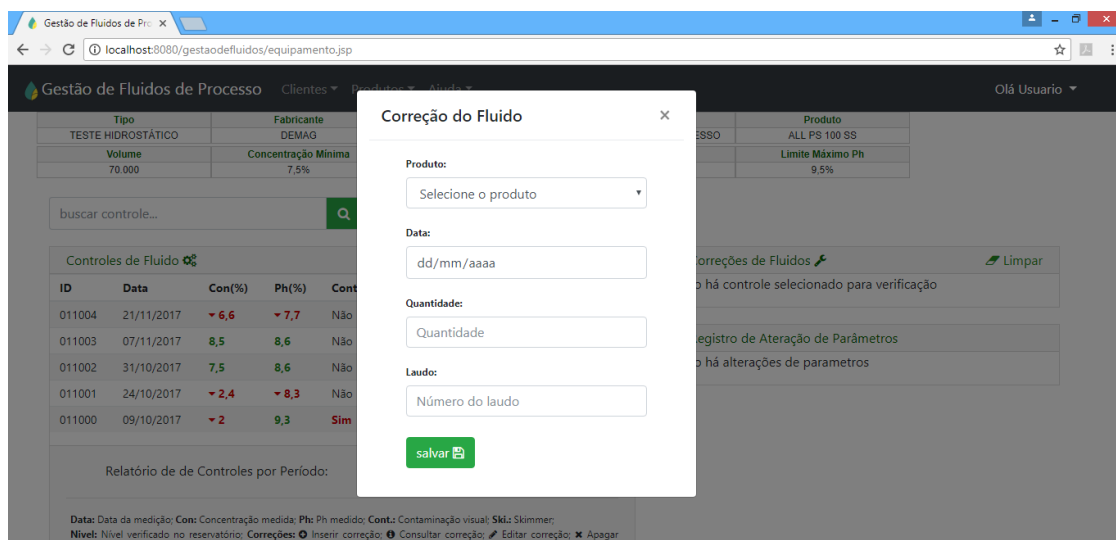 Gestão de Fluidos de Pro
localhost:8080/gestaodefluidos/equipamento.jsp
Gestão de Fluidos de Processo Clientes Produtos Ajuda Olá Usuario
Tipo Fabricante Produto
TESTE HIDROSTÁTICO DEMAG ESSO ALL PS 100 SS
Volume Concentração Mínima Limite Máximo Ph
70.000 7,5% 9,5%
buscar controle...
Controles de Fluido
ID Data Con(%) Ph(%) Cont
011004 21/11/2017 6,6 7,7 Não
011003 07/11/2017 8,5 8,6 Não
011002 31/10/2017 7,5 8,6 Não
011001 24/10/2017 2,4 8,3 Não
011000 09/10/2017 2 9,3 Sim
Relatório de de Controles por Período:
Data: Data da medição; Con: Concentração medida; Ph: Ph medido; Cont.: Contaminação visual; Ski.: Skimmer;
Nivel: Nível verificado no reservatório; Correções: Inserir correção; Consultar correção; Editar correção; Apagar
Correção do Fluido ×
Produto:
Selecione o produto
Data:
dd/mm/aaaa
Quantidade:
Quantidade
Laudo:
Número do laudo
salvar
orreções de Fluidos Limpar
o há controle selecionado para verificação
egistro de Ateração de Parâmetros
o há alterações de parametros